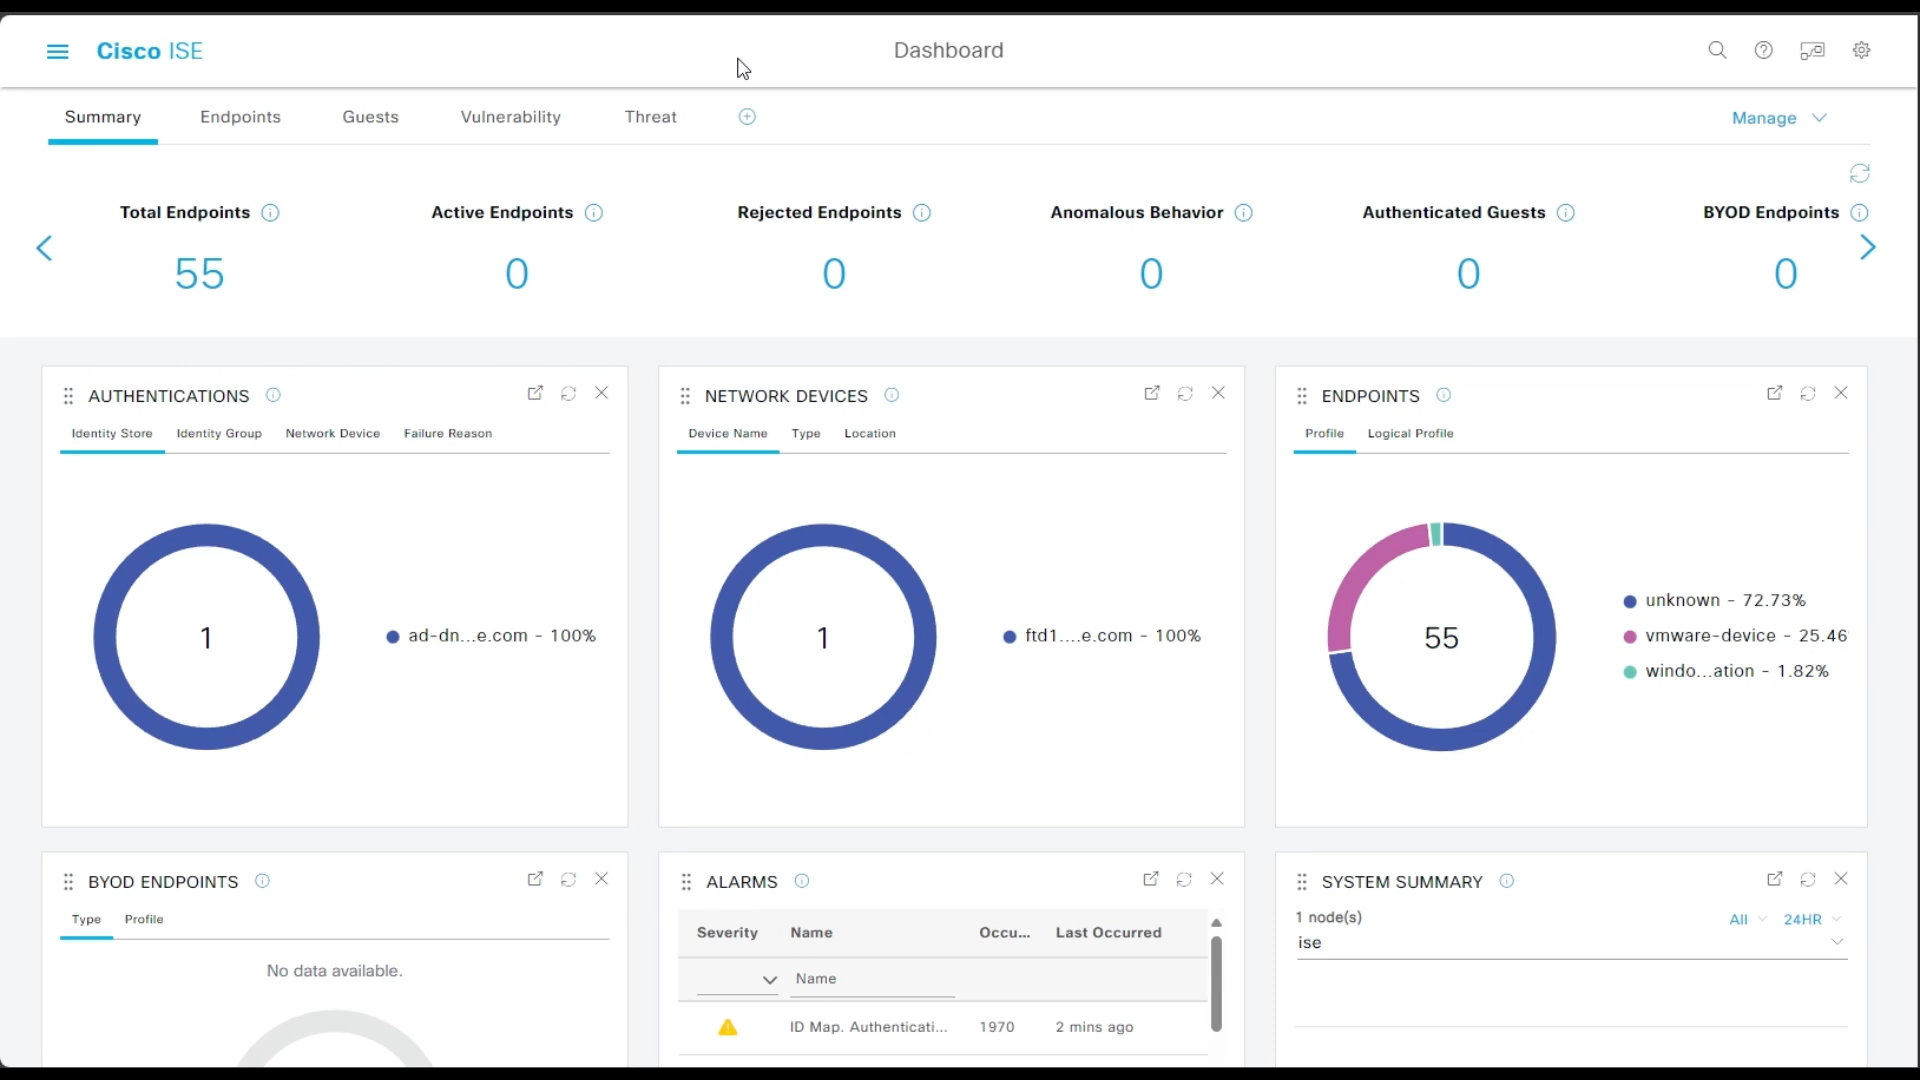 Cisco ISE
Dashboard
Summary Endpoints Guests Vulnerability Threat
Manage
Total Endpoints Active Endpoints Rejected Endpoints Anomalous Behavior Authenticated Guests BYOD Endpoints
55 0 0 0 0 0
AUTHENTICATIONS
Identity Store Identity Group Network Device Failure Reason
1
ad-dn...e.com - 100%
NETWORK DEVICES
Device Name Type Location
1
ftd1....e.com - 100%
ENDPOINTS
Profile Logical Profile
55
unknown - 72.73%
vmware-device - 25.46
windo...ation - 1.82%
BYOD ENDPOINTS
Type Profile
No data available.
ALARMS
Severity Name Occu... Last Occurred
Name
ID Map. Authenticati... 1970 2 mins ago
SYSTEM SUMMARY
1 node(s)
All 24HR
ise